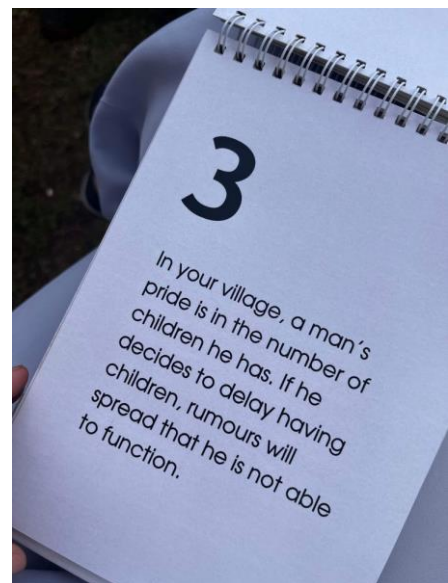 3
In your village, a man's
pride is in the number of
children he has. If he
decides to delay having
children, rumours will
spread that he is not able
to function.